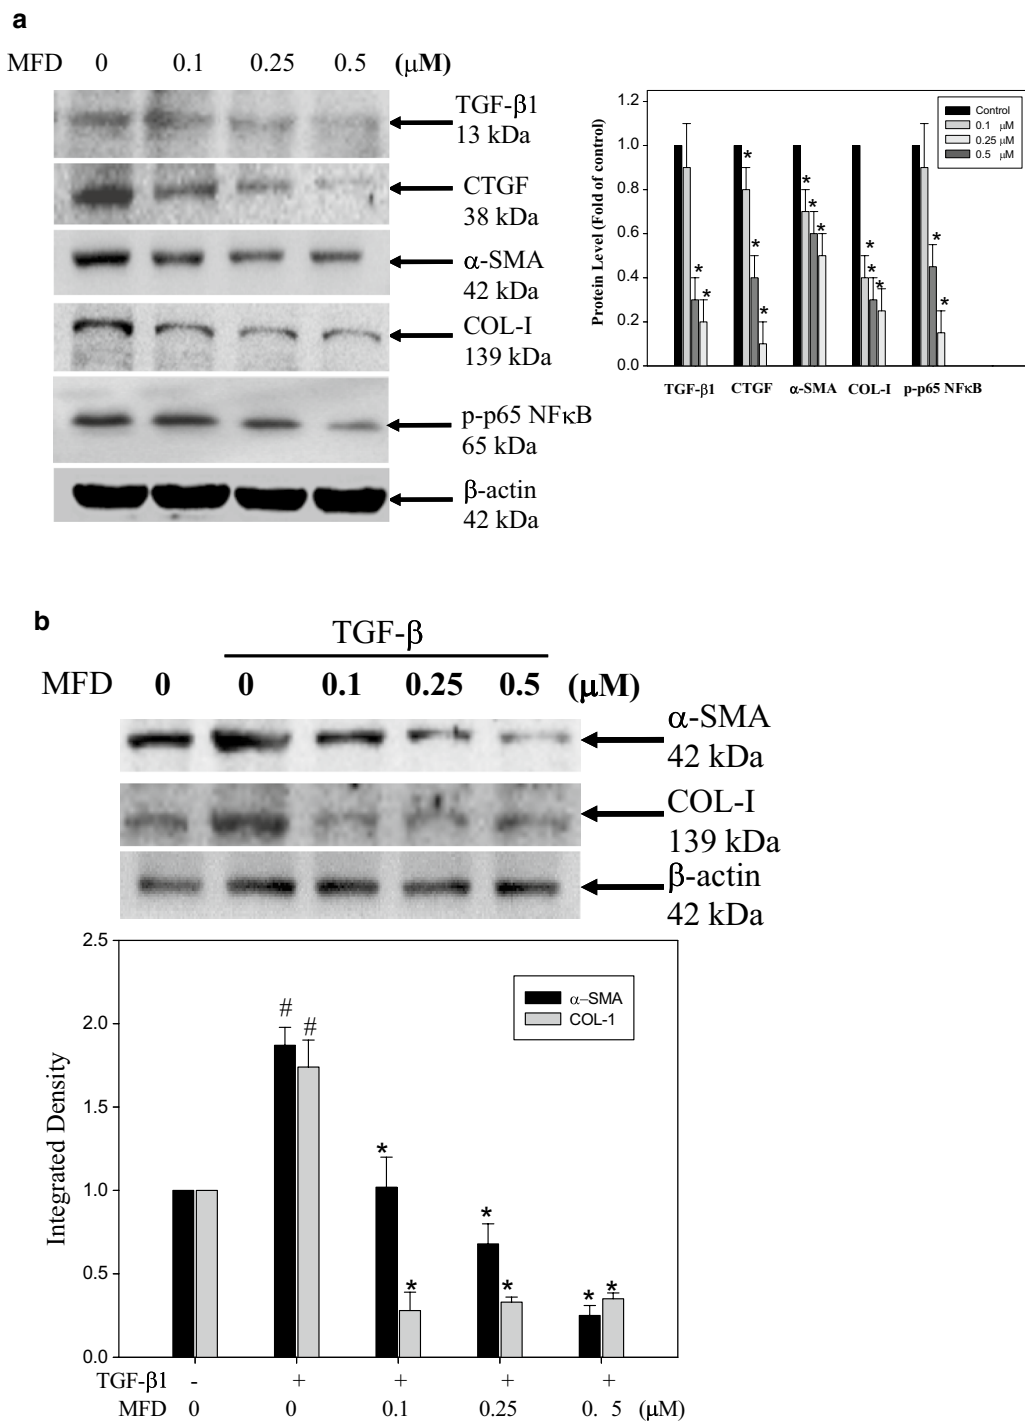 a
MFD 0 0.1 0.25 0.5 (μM)
TGF-β1
13 kDa
CTGF
38 kDa
α-SMA
42 kDa
COL-I
139 kDa
p-p65 NFκB
65 kDa
β-actin
42 kDa
Protein Level (Fold of control)
1.2
1.0
0.8
0.6
0.4
0.2
0.0
Control
0.1 μM
0.25 μM
0.5 μM
* * * * * * * * * * * *
TGF-β1 CTGF α-SMA COL-I p-p65 NFκB
b
TGF-β
MFD 0 0 0.1 0.25 0.5 (μM)
α-SMA
42 kDa
COL-I
139 kDa
β-actin
42 kDa
Integrated Density
2.5
2.0
1.5
1.0
0.5
0.0
α-SMA
COL-1
# #
* * * * * *
TGF-β1 - + + + +
MFD 0 0 0.1 0.25 0. 5 (μM)